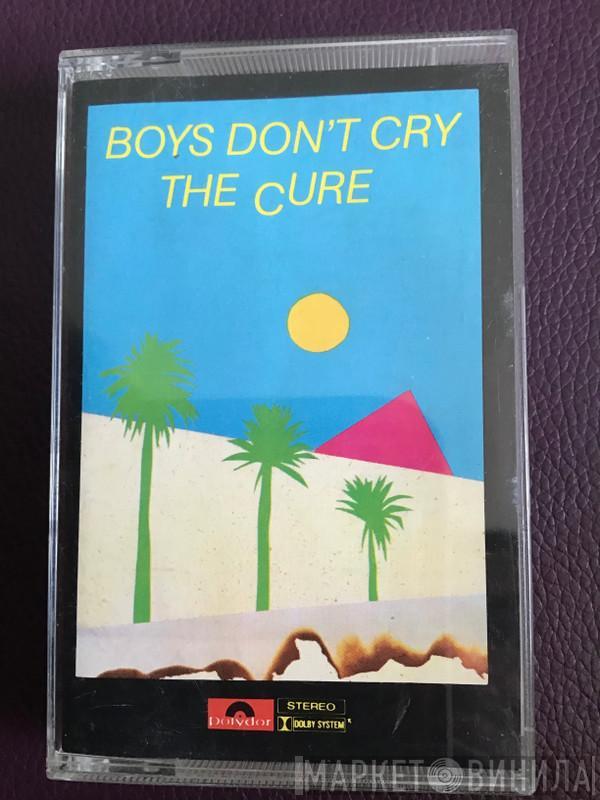 BOYS DON'T CRY
THE CURE
polydor
STEREO
DOLBY SYSTEM
МАРКЕТ ВИНИЛА